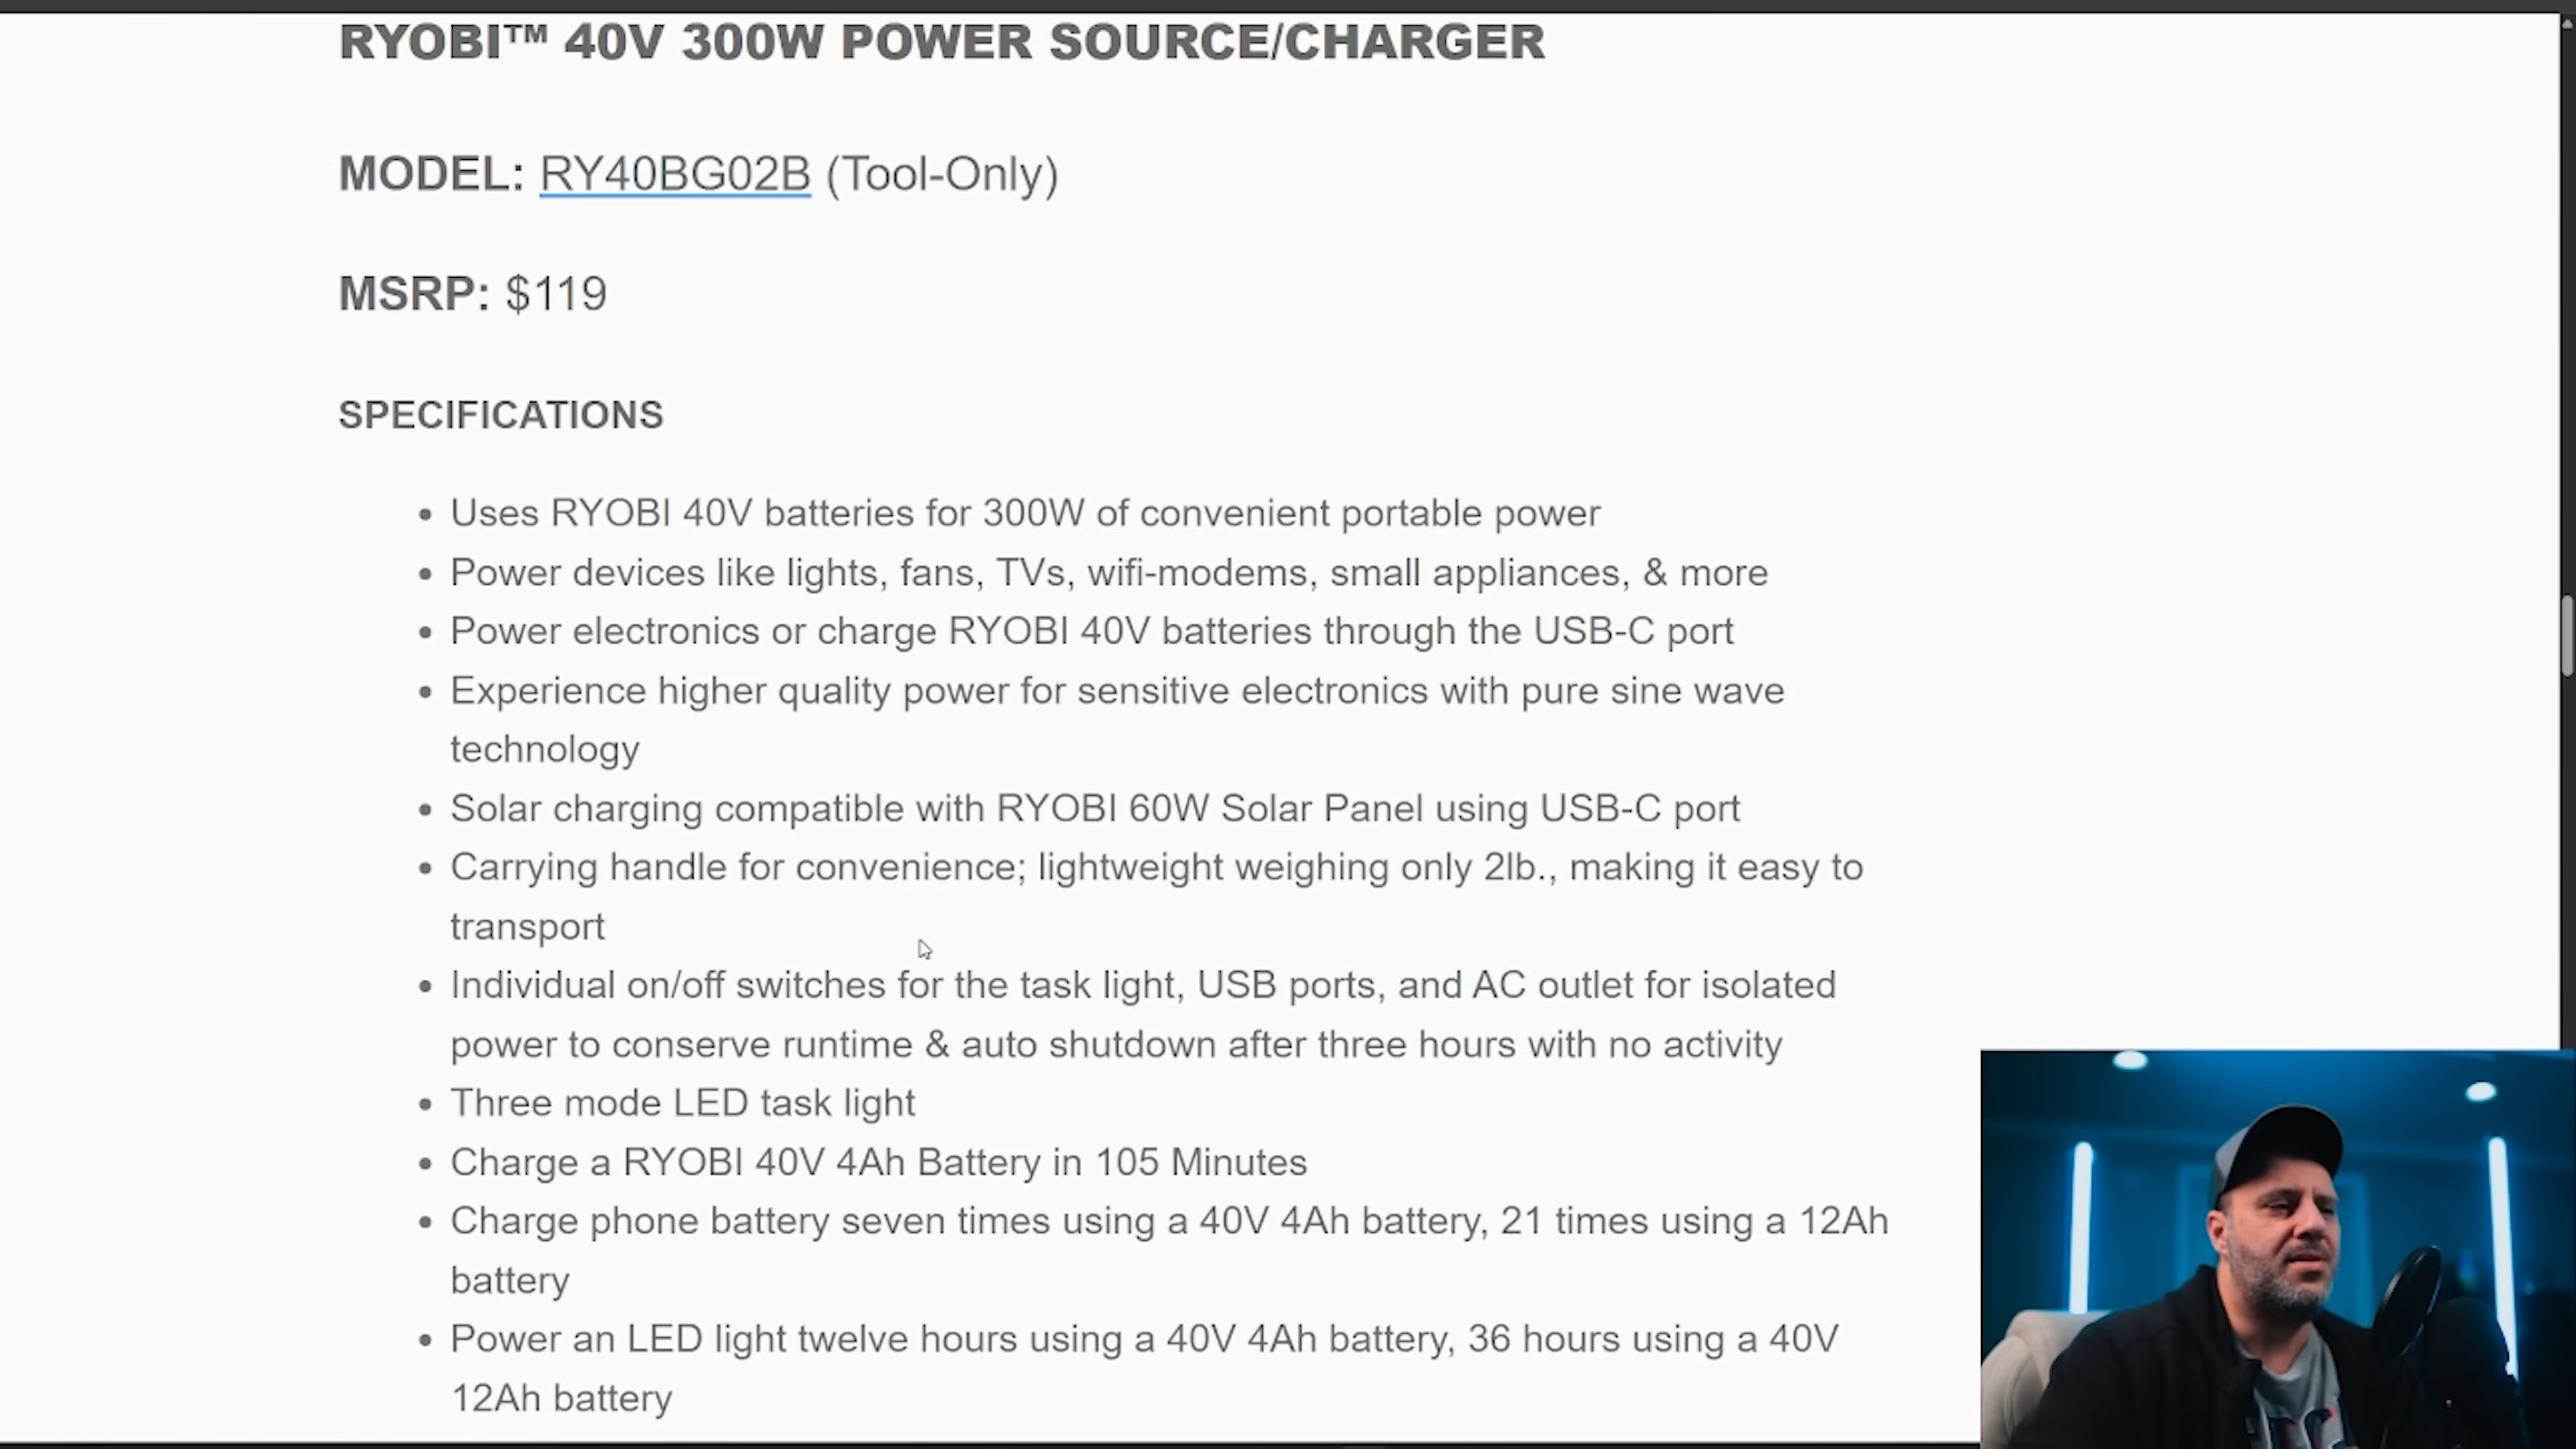 RYOBI™ 40V 300W POWER SOURCE/CHARGER
MODEL: RY40BG02B (Tool-Only)
MSRP: $119
SPECIFICATIONS
• Uses RYOBI 40V batteries for 300W of convenient portable power
• Power devices like lights, fans, TVs, wifi-modems, small appliances, & more
• Power electronics or charge RYOBI 40V batteries through the USB-C port
• Experience higher quality power for sensitive electronics with pure sine wave
technology
• Solar charging compatible with RYOBI 60W Solar Panel using USB-C port
• Carrying handle for convenience; lightweight weighing only 2lb., making it easy to
transport
• Individual on/off switches for the task light, USB ports, and AC outlet for isolated
power to conserve runtime & auto shutdown after three hours with no activity
• Three mode LED task light
• Charge a RYOBI 40V 4Ah Battery in 105 Minutes
• Charge phone battery seven times using a 40V 4Ah battery, 21 times using a 12Ah
battery
• Power an LED light twelve hours using a 40V 4Ah battery, 36 hours using a 40V
12Ah battery